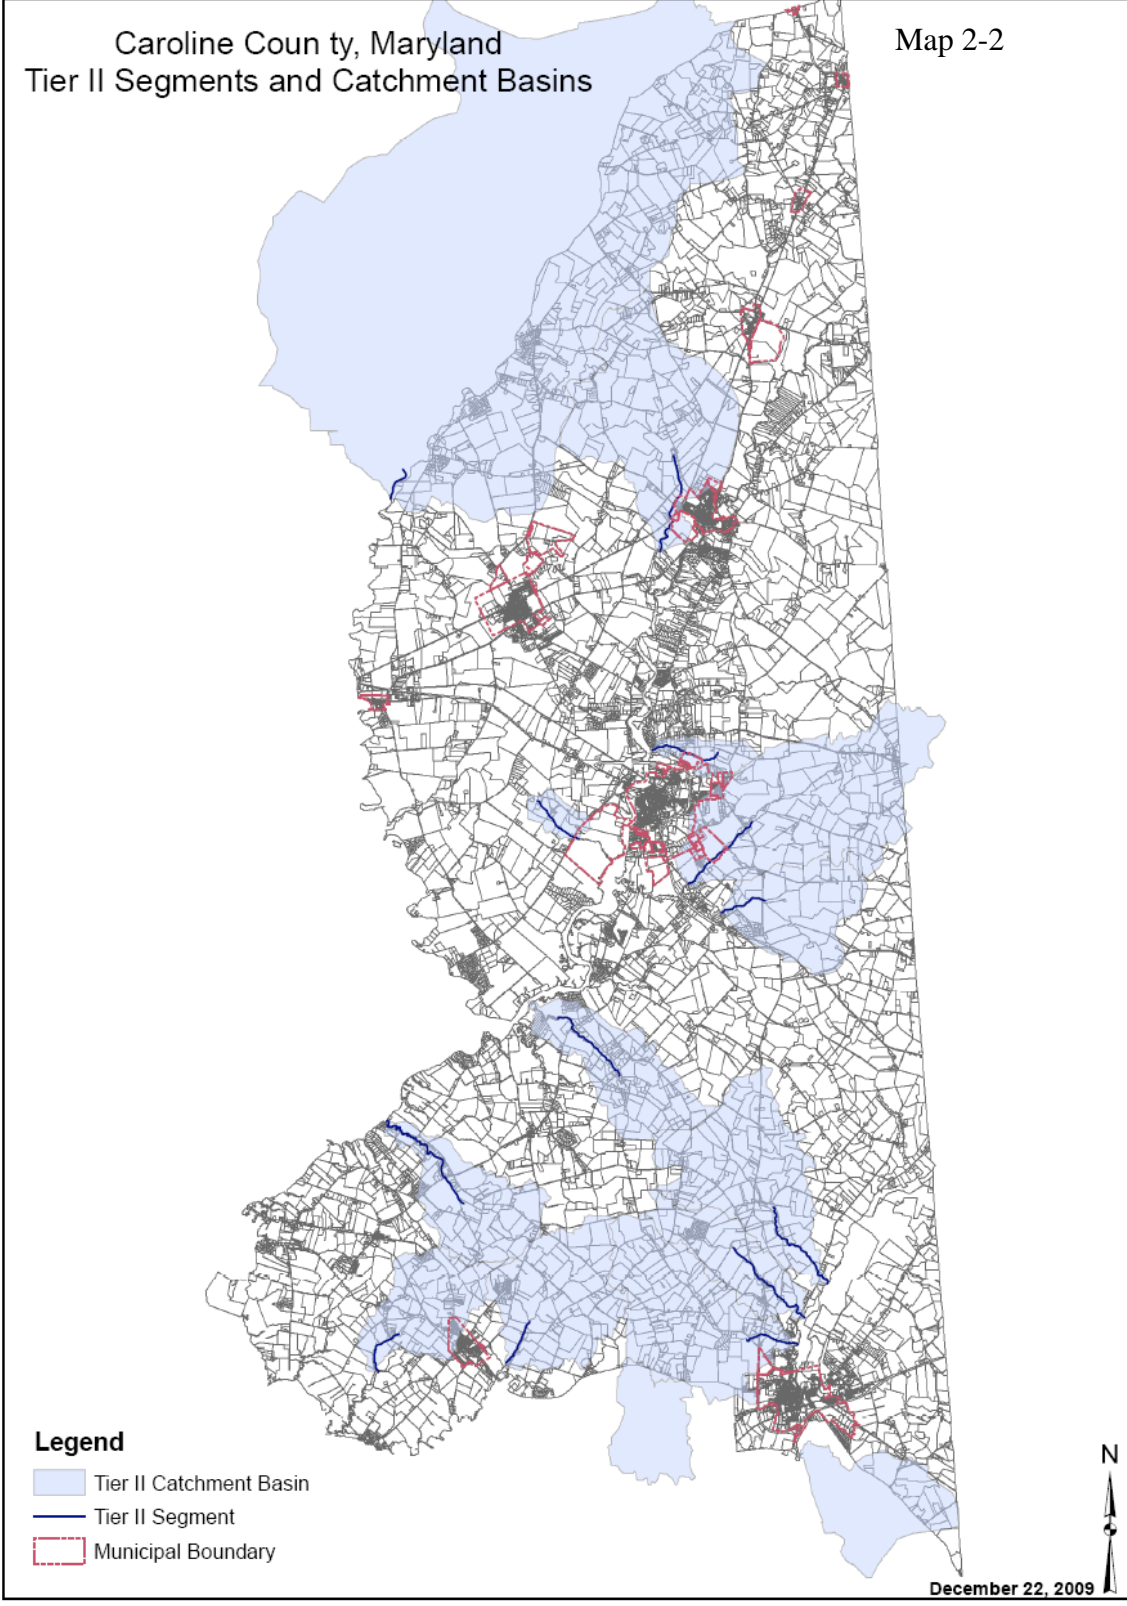 Caroline Coun ty, Maryland
Tier II Segments and Catchment Basins
Map 2-2
Legend
Tier II Catchment Basin
Tier II Segment
Municipal Boundary
N
December 22, 2009